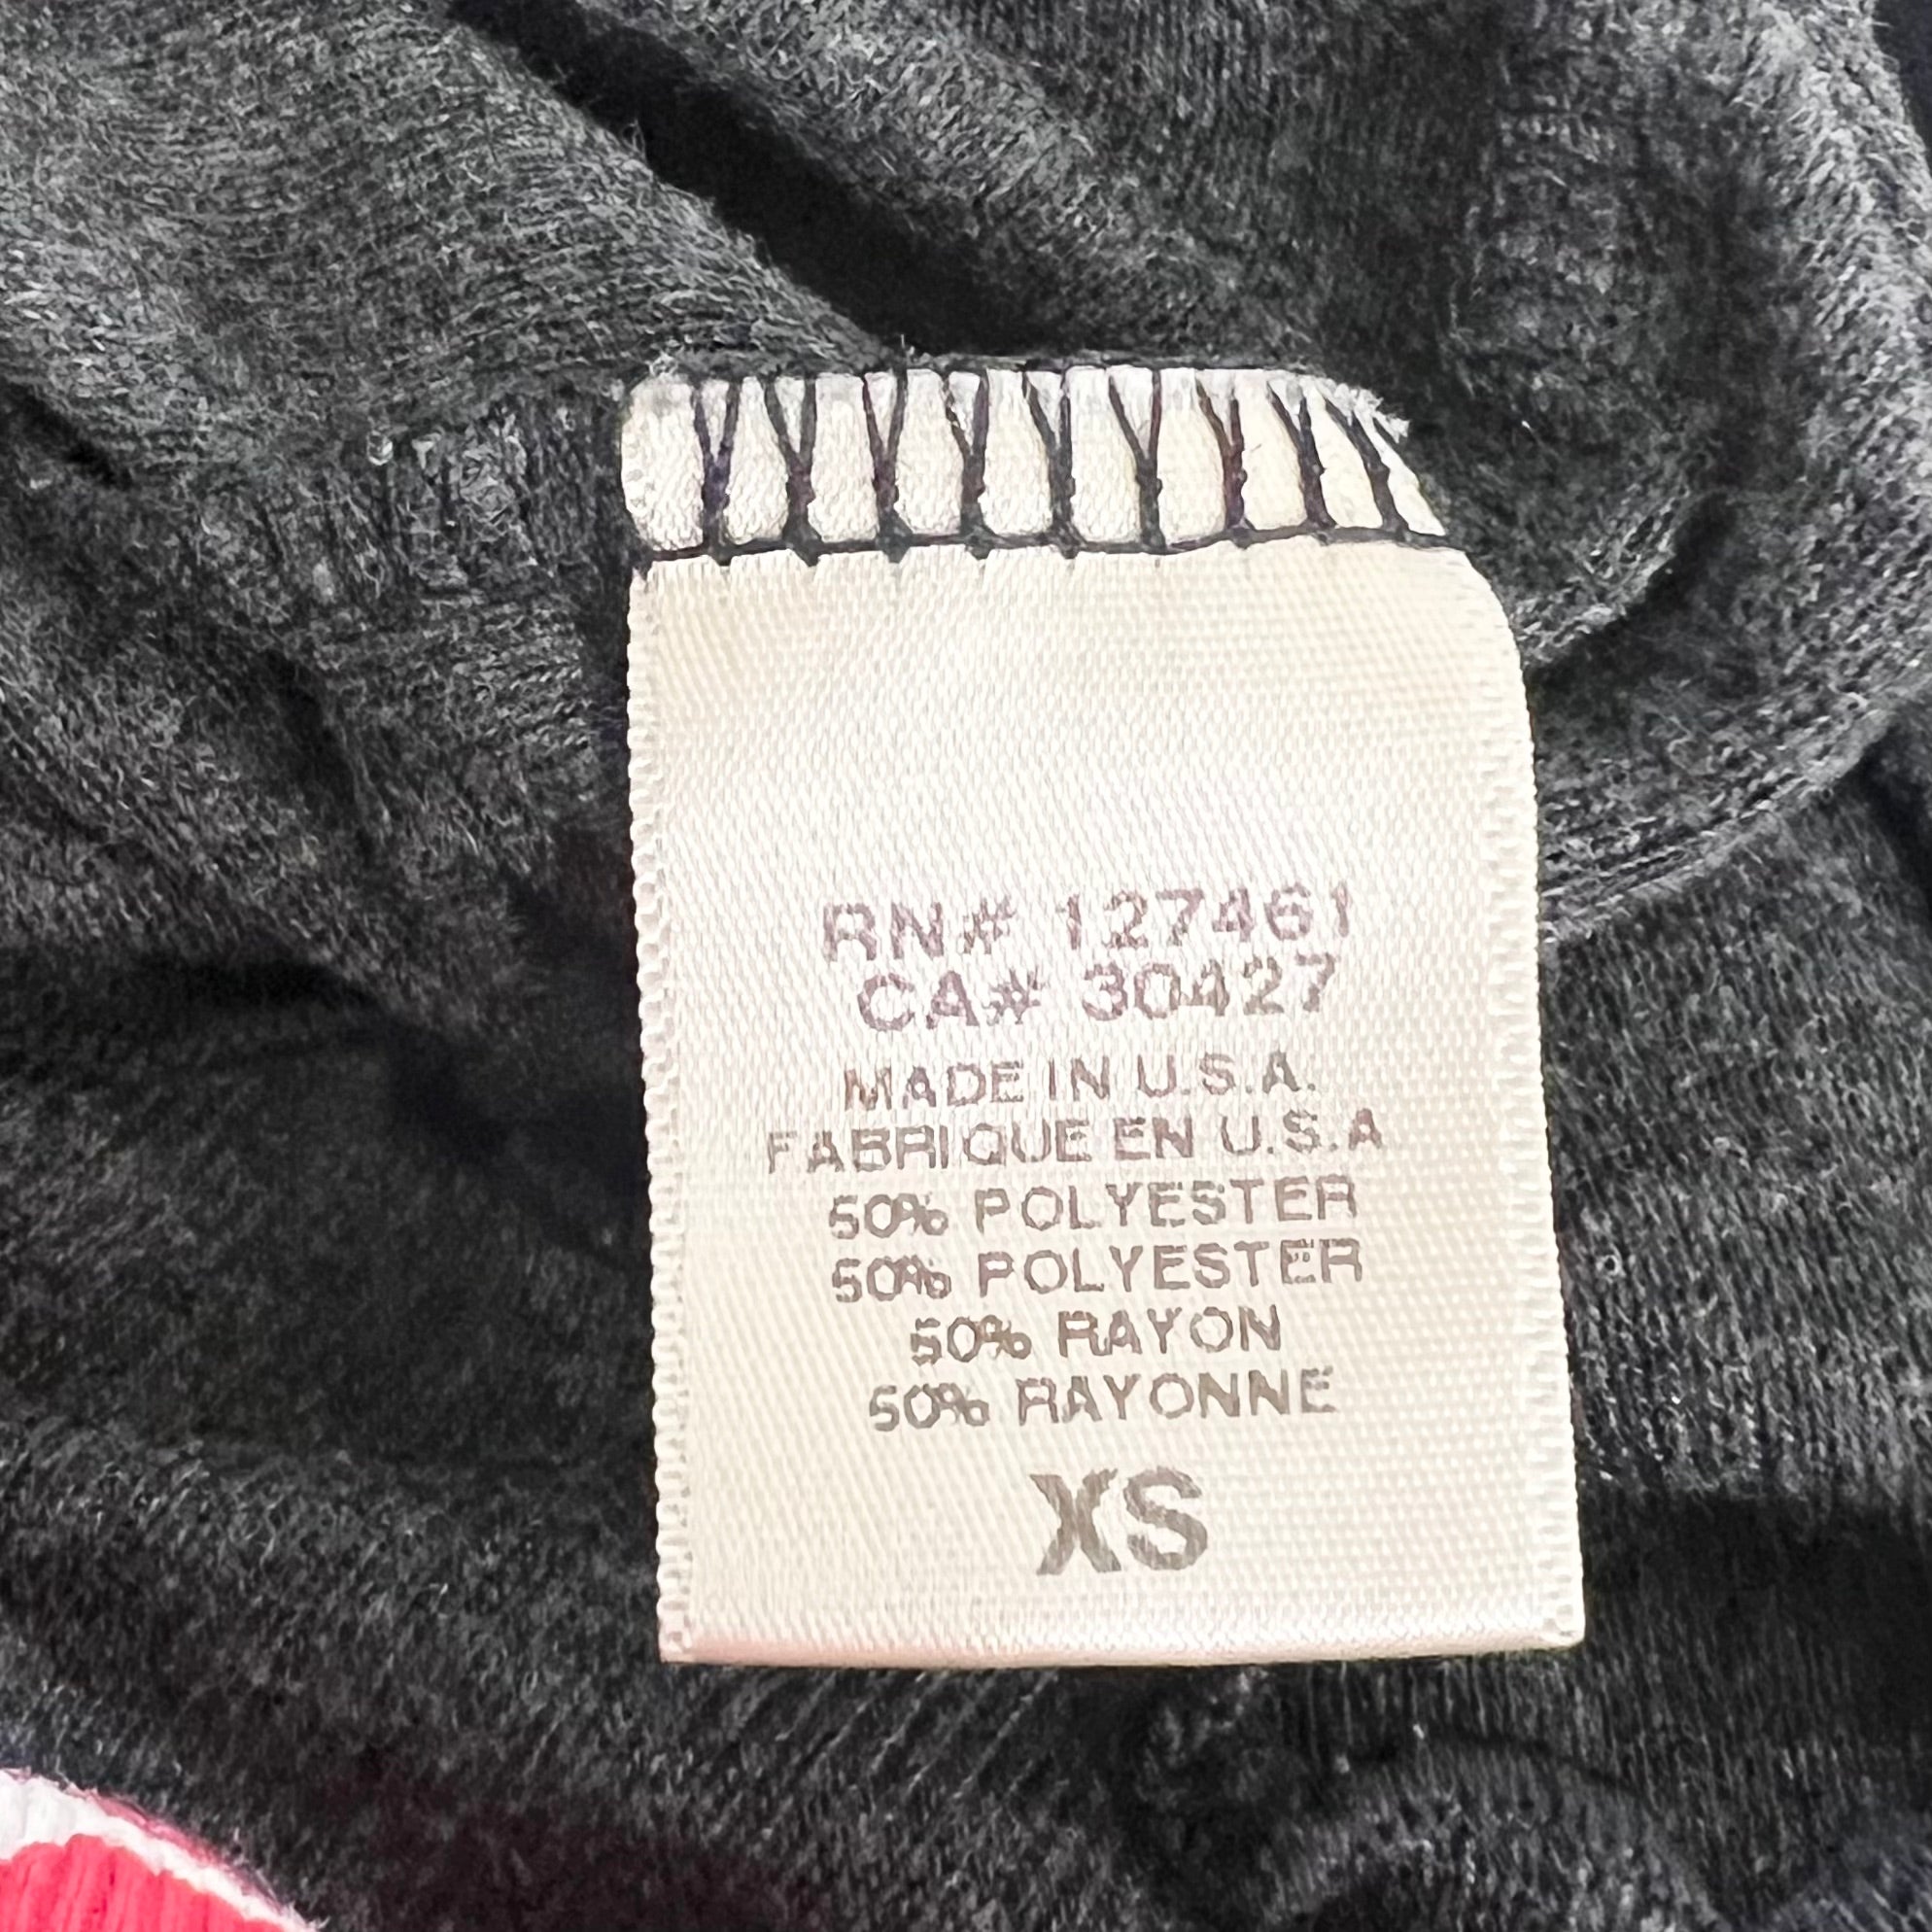 RN# 127461
CA# 30427
MADE IN U.S.A.
FABRIQUE EN U.S.A
50% POLYESTER
50% POLYESTER
50% RAYON
50% RAYONNE
XS